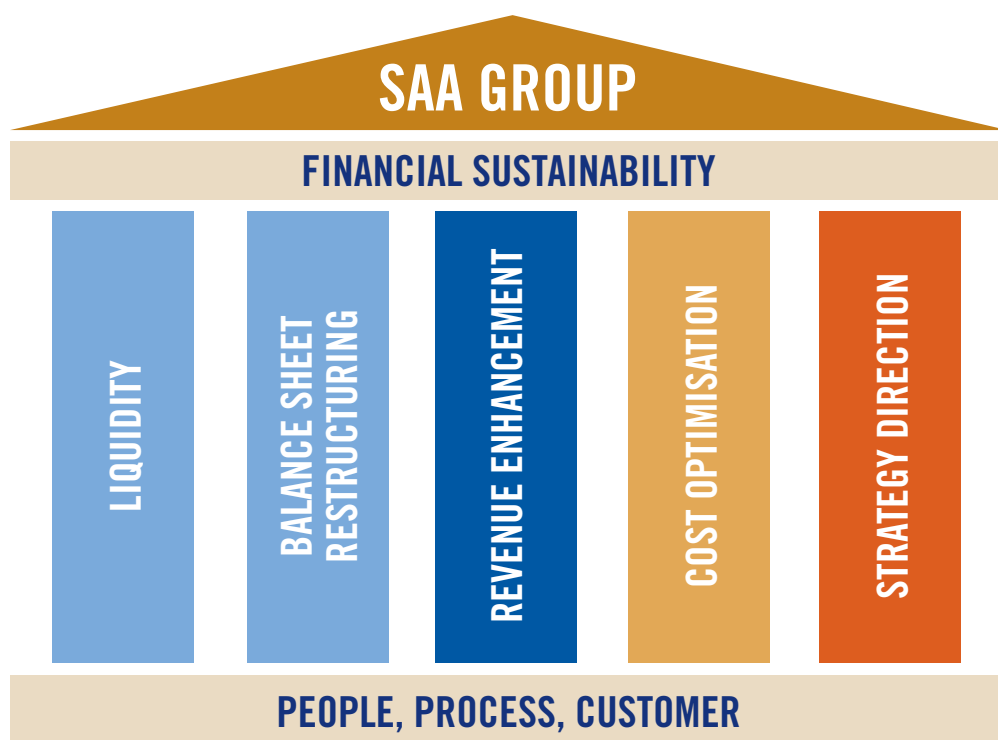 SAA GROUP
FINANCIAL SUSTAINABILITY
LIQUIDITY
BALANCE SHEET
RESTRUCTURING
REVENUE ENHANCEMENT
COST OPTIMISATION
STRATEGY DIRECTION
PEOPLE, PROCESS, CUSTOMER